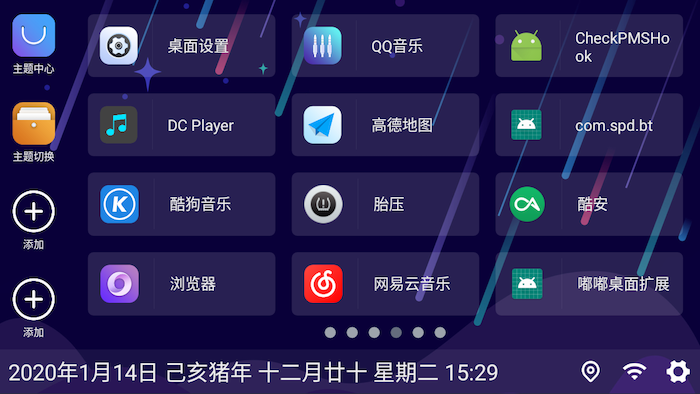 主题中心
桌面设置
QQ音乐
CheckPMSHo
ok
主题切换
DC Player
高德地图
com.spd.bt
添加
酷狗音乐
胎压
酷安
添加
浏览器
网易云音乐
嘟嘟桌面扩展
2020年1月14日 己亥猪年 十二月廿十 星期二 15:29